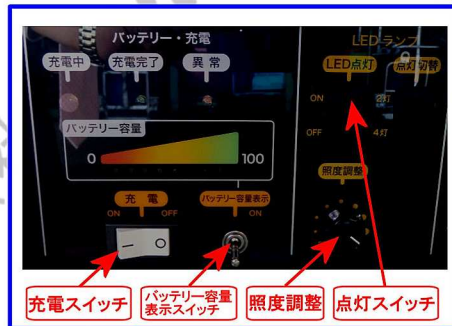 バッテリー・充電
LEDランプ
充電中
充電完了
異常
LED点灯
点灯切替
ON
2灯
OFF
4灯
バッテリー容量
0
100
照度調整
充電
バッテリー容量表示
ON
OFF
ON
充電スイッチ
バッテリー容量
表示スイッチ
照度調整
点灯スイッチ